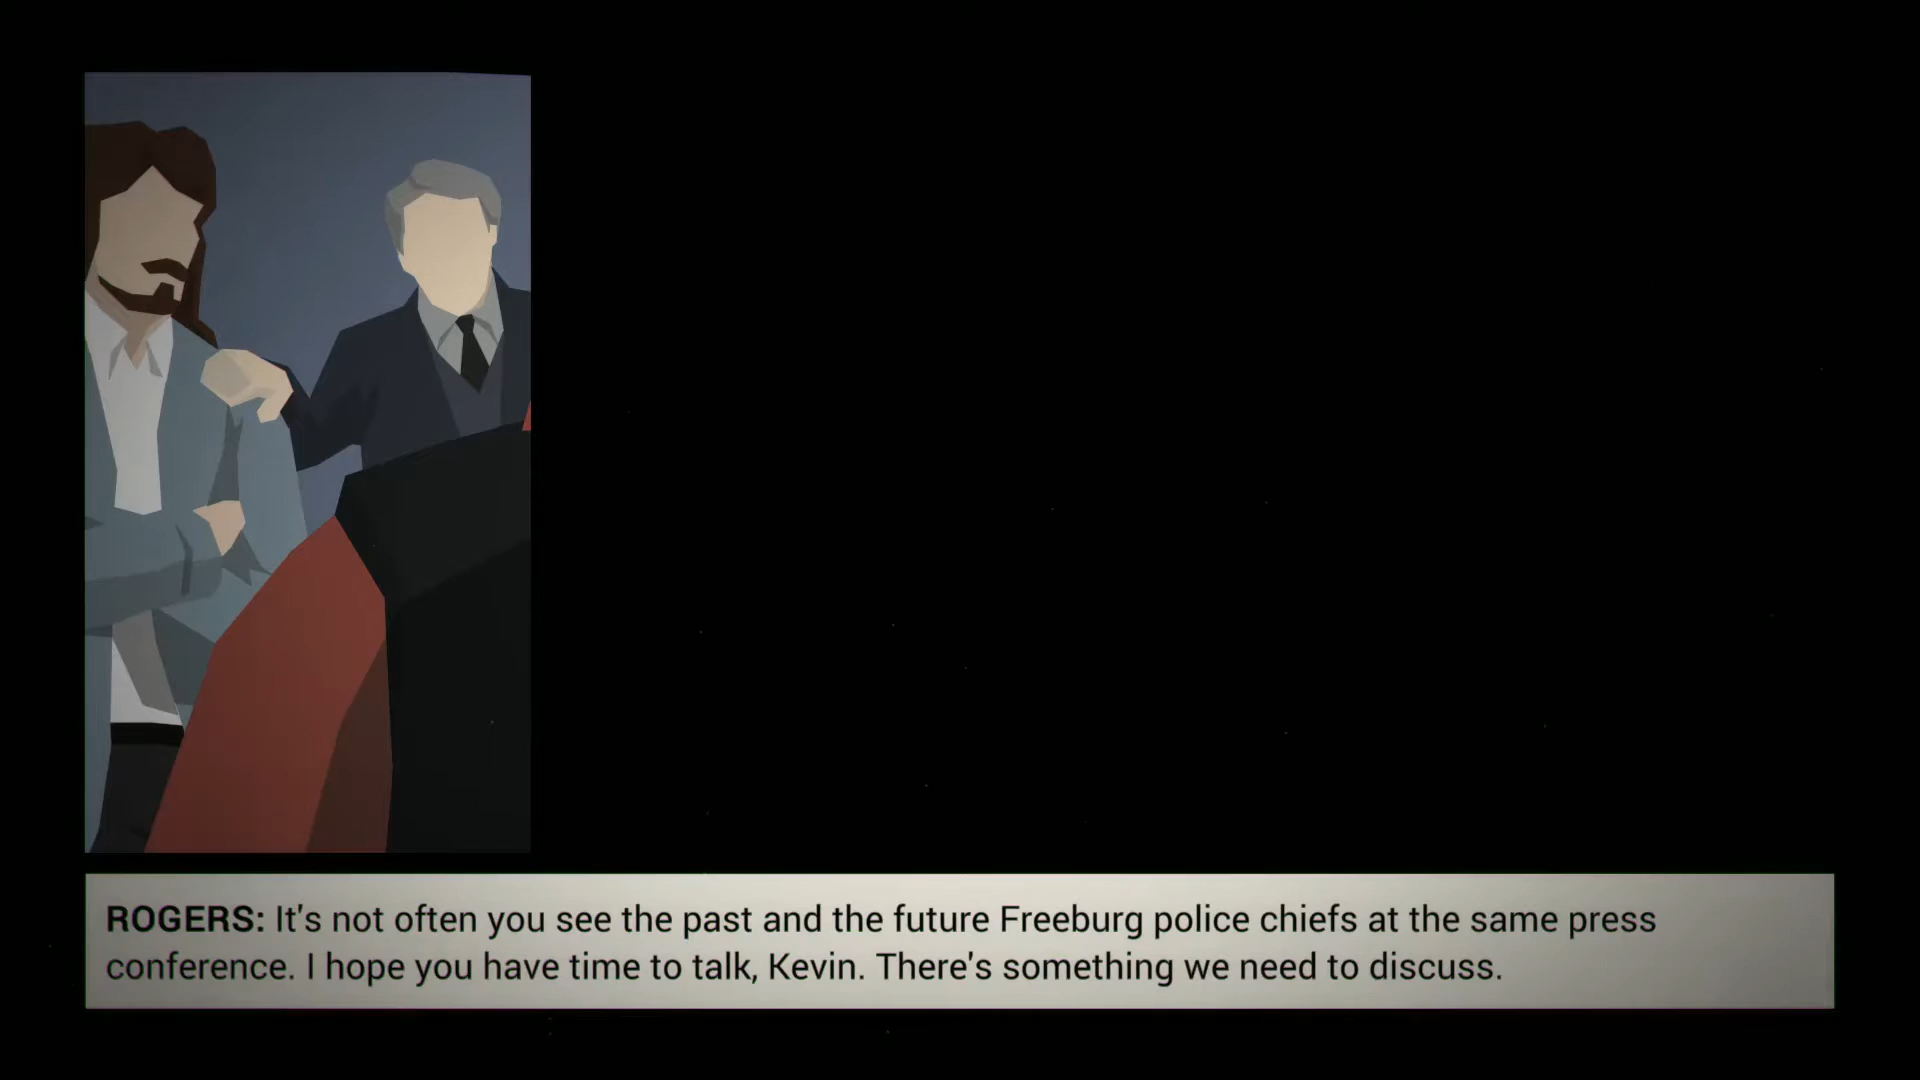 ROGERS: It's not often you see the past and the future Freeburg police chiefs at the same press
conference. I hope you have time to talk, Kevin. There's something we need to discuss.